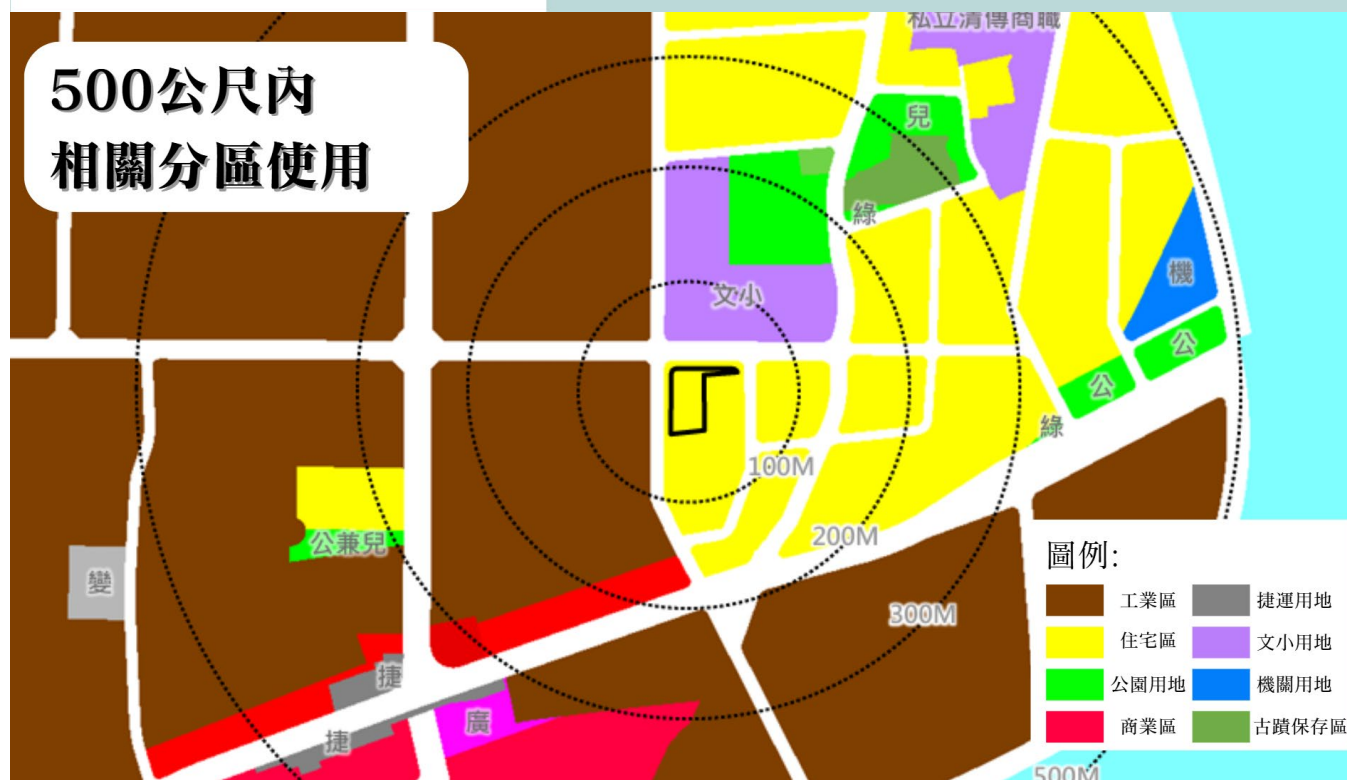 500公尺內
相關分區使用
私立清傳商職
兒
綠
文小
機
公
公
綠
100M
200M
公兼兒
變
300M
捷
廣
捷
500M
圖例:
工業區
捷運用地
住宅區
文小用地
公園用地
機關用地
商業區
古蹟保存區